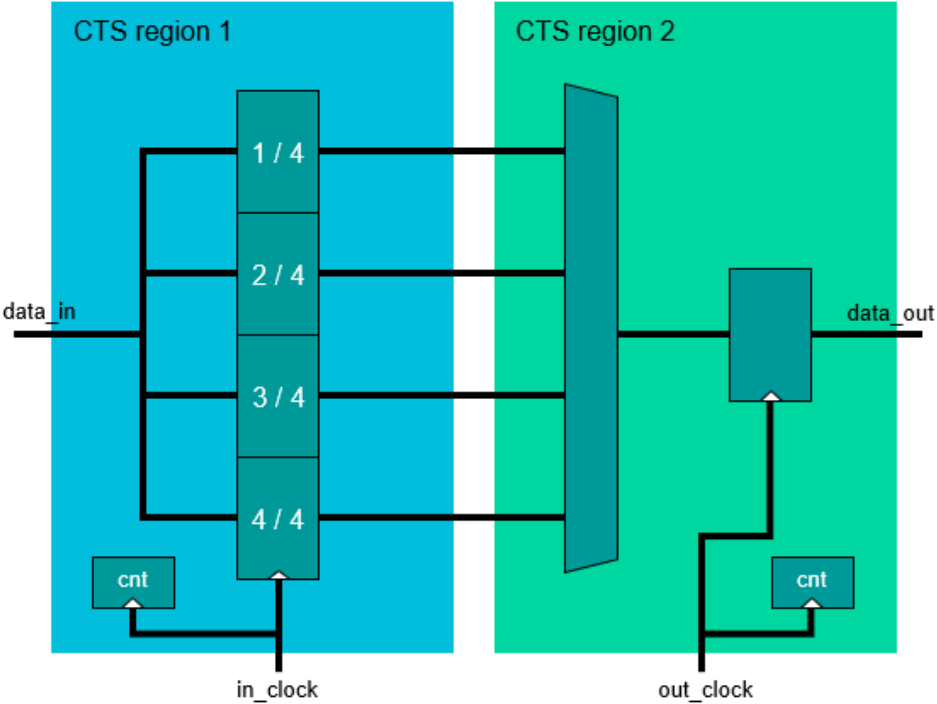 CTS region 1
CTS region 2
1 / 4
2 / 4
data_in
data_out
3 / 4
4 / 4
cnt
cnt
in_clock
out_clock